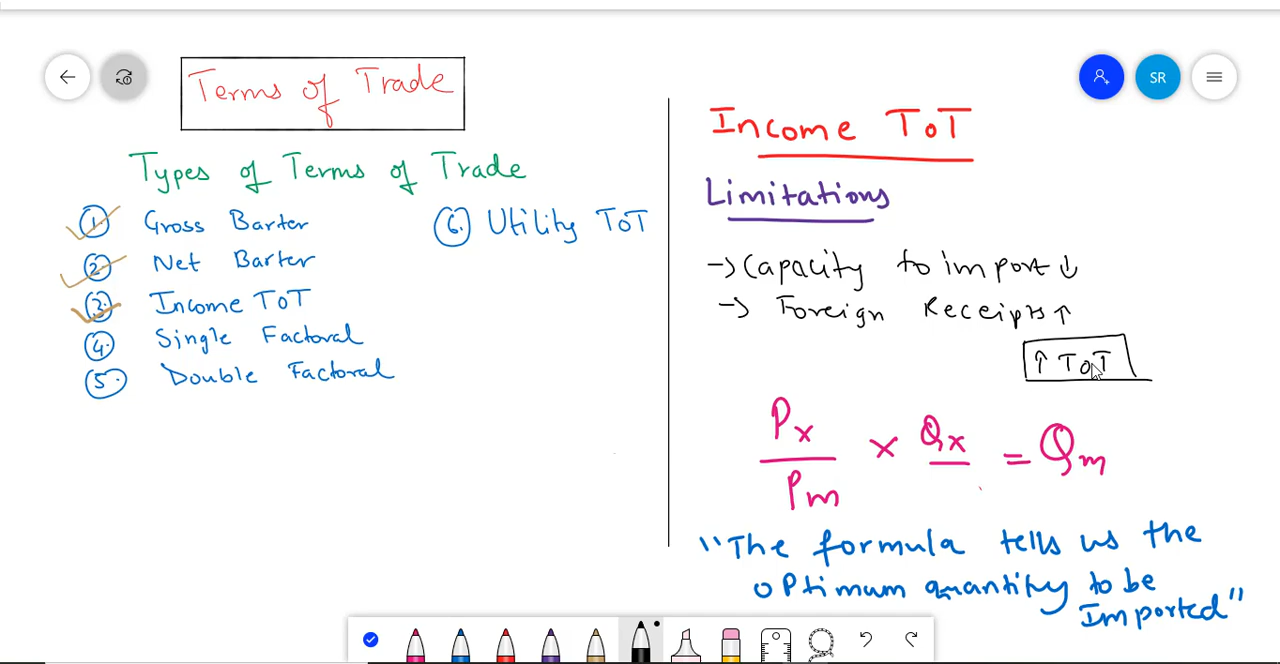 Terms of Trade
Types of Terms of Trade
1 Gross Barter
2 Net Barter
3. Income ToT
4. Single Factoral
5. Double Factoral
6. Utility ToT
SR
Income ToT
Limitations
→ Capacity to import ↓
→ Foreign Receipts ↑
↑ ToT
Px / Pm × Qx = Qm
"The formula tells us the
optimum quantity to be
Imported"